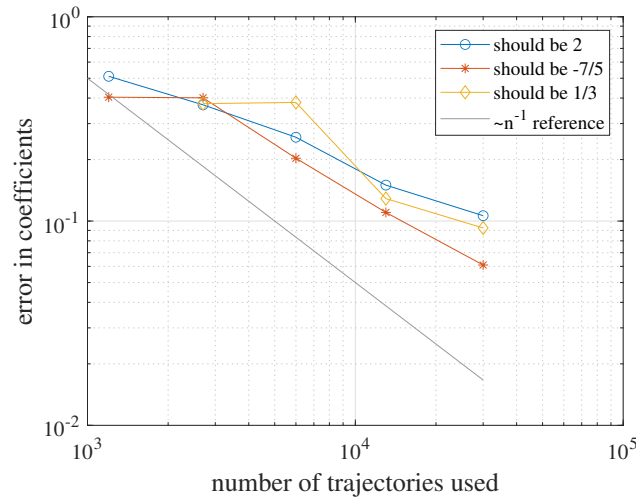 10^0
10^-1
10^-2
error in coefficients
should be 2
should be -7/5
should be 1/3
~n^-1 reference
10^3
10^4
10^5
number of trajectories used